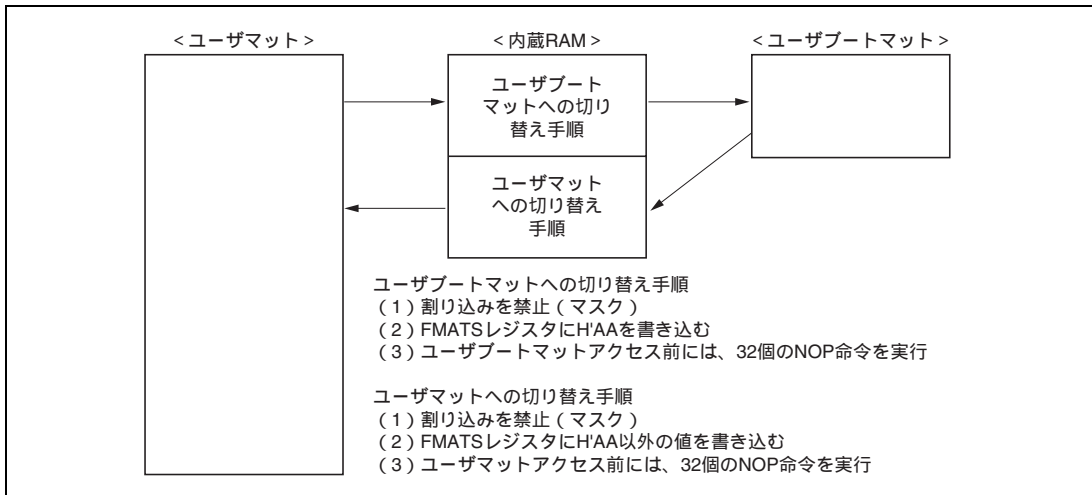 <ユーザマット>
<内蔵RAM>
<ユーザブートマット>
ユーザブート
マットへの切り
替え手順
ユーザマット
への切り替え
手順
ユーザブートマットへの切り替え手順
(1)割り込みを禁止(マスク)
(2)FMATSレジスタにH'AAを書き込む
(3)ユーザブートマットアクセス前には、32個のNOP命令を実行
ユーザマットへの切り替え手順
(1)割り込みを禁止(マスク)
(2)FMATSレジスタにH'AA以外の値を書き込む
(3)ユーザマットアクセス前には、32個のNOP命令を実行